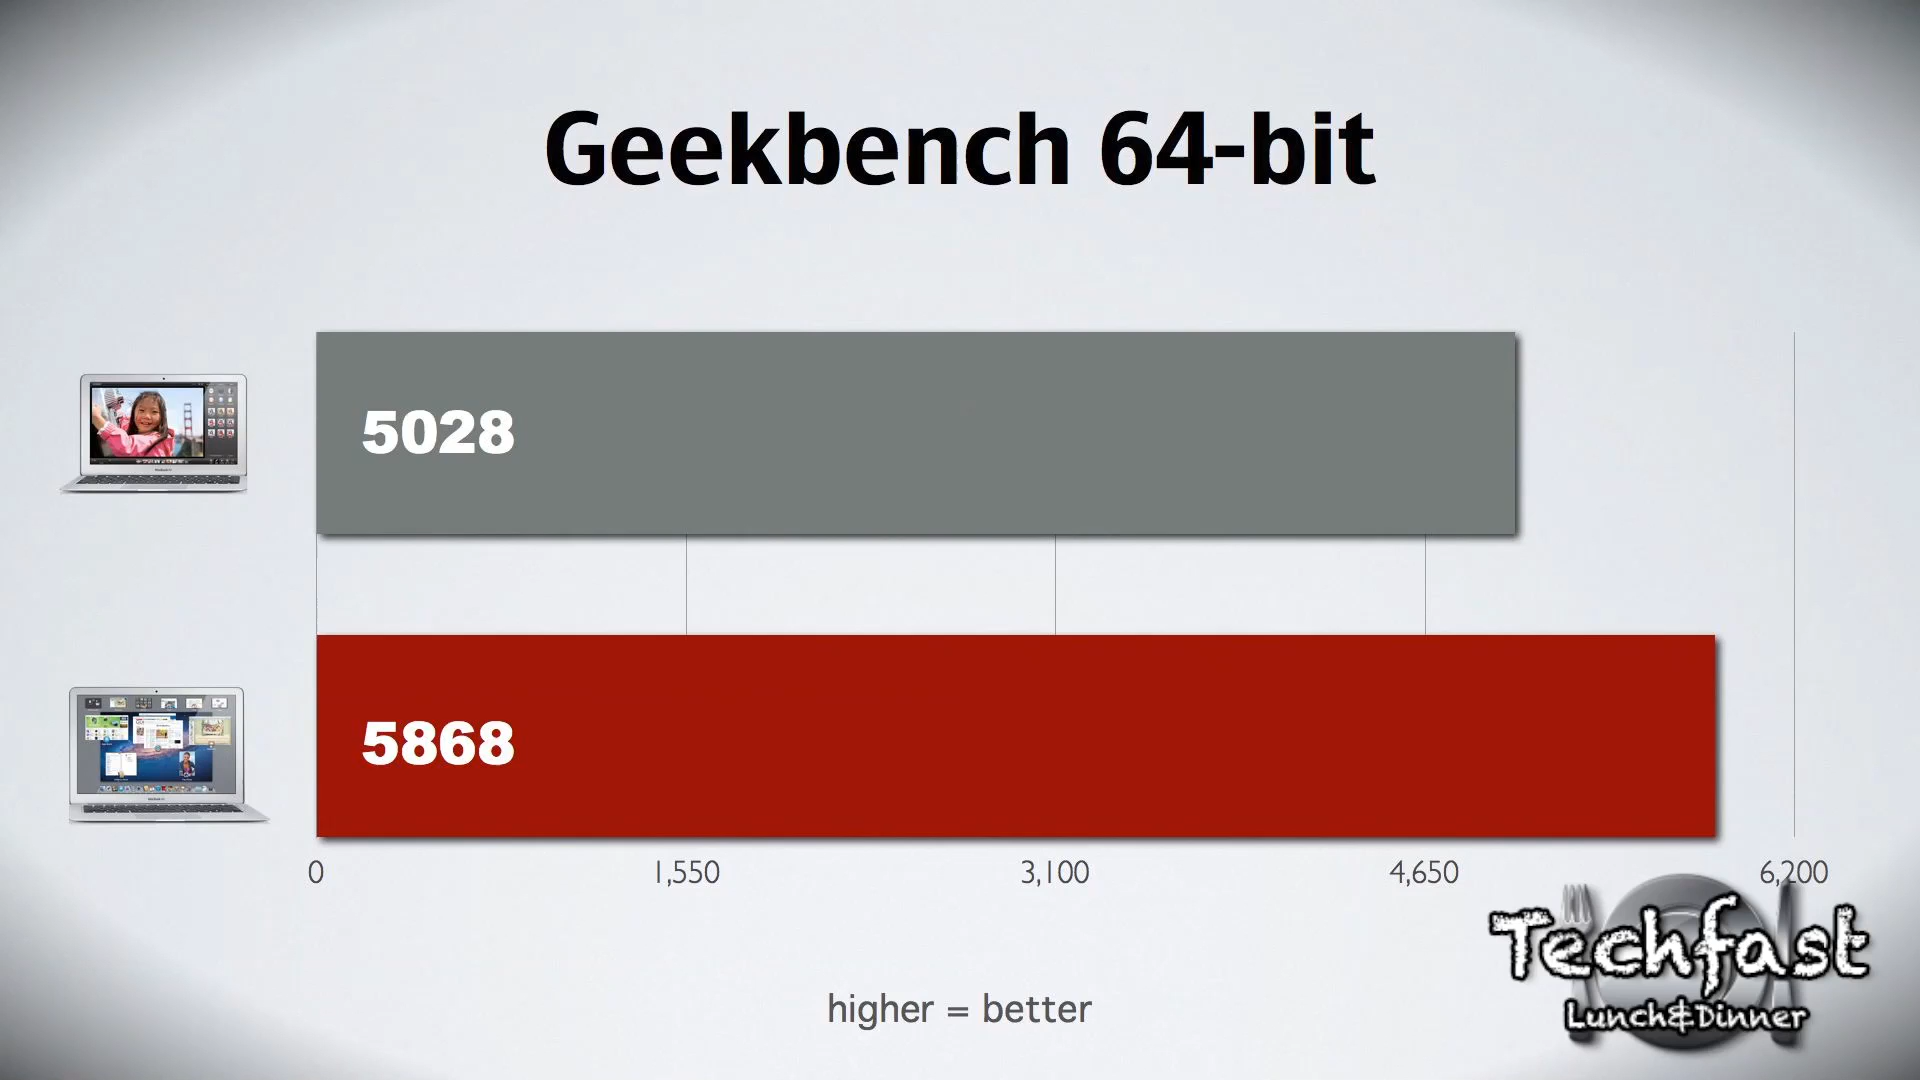 Geekbench 64-bit
5028
5868
0 1,550 3,100 4,650 6,200
higher = better
Techfast
Lunch&Dinner